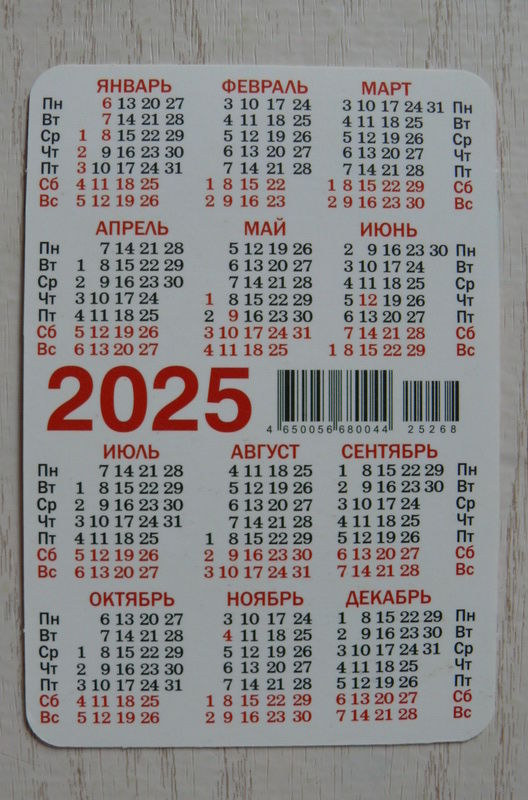 ЯНВАРЬ ФЕВРАЛЬ МАРТ
Пн 6 13 20 27 3 10 17 24 3 10 17 24 31 Пн
Вт 7 14 21 28 4 11 18 25 4 11 18 25 Вт
Ср 1 8 15 22 29 5 12 19 26 5 12 19 26 Ср
Чт 2 9 16 23 30 6 13 20 27 6 13 20 27 Чт
Пт 3 10 17 24 31 7 14 21 28 7 14 21 28 Пт
Сб 4 11 18 25 1 8 15 22 1 8 15 22 29 Сб
Вс 5 12 19 26 2 9 16 23 2 9 16 23 30 Вс
АПРЕЛЬ МАЙ ИЮНЬ
Пн 7 14 21 28 5 12 19 26 2 9 16 23 30 Пн
Вт 1 8 15 22 29 6 13 20 27 3 10 17 24 Вт
Ср 2 9 16 23 30 7 14 21 28 4 11 18 25 Ср
Чт 3 10 17 24 1 8 15 22 29 5 12 19 26 Чт
Пт 4 11 18 25 2 9 16 23 30 6 13 20 27 Пт
Сб 5 12 19 26 3 10 17 24 31 7 14 21 28 Сб
Вс 6 13 20 27 4 11 18 25 1 8 15 22 29 Вс
2025
4 650056 680044 25268
ИЮЛЬ АВГУСТ СЕНТЯБРЬ
Пн 7 14 21 28 4 11 18 25 1 8 15 22 29 Пн
Вт 1 8 15 22 29 5 12 19 26 2 9 16 23 30 Вт
Ср 2 9 16 23 30 6 13 20 27 3 10 17 24 Ср
Чт 3 10 17 24 31 7 14 21 28 4 11 18 25 Чт
Пт 4 11 18 25 1 8 15 22 29 5 12 19 26 Пт
Сб 5 12 19 26 2 9 16 23 30 6 13 20 27 Сб
Вс 6 13 20 27 3 10 17 24 31 7 14 21 28 Вс
ОКТЯБРЬ НОЯБРЬ ДЕКАБРЬ
Пн 6 13 20 27 3 10 17 24 1 8 15 22 29 Пн
Вт 7 14 21 28 4 11 18 25 2 9 16 23 30 Вт
Ср 1 8 15 22 29 5 12 19 26 3 10 17 24 31 Ср
Чт 2 9 16 23 30 6 13 20 27 4 11 18 25 Чт
Пт 3 10 17 24 31 7 14 21 28 5 12 19 26 Пт
Сб 4 11 18 25 1 8 15 22 29 6 13 20 27 Сб
Вс 5 12 19 26 2 9 16 23 30 7 14 21 28 Вс